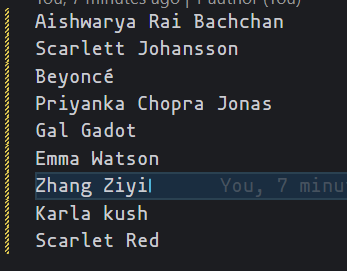 You, 7 minutes ago | 1 author (You)
Aishwarya Rai Bachchan
Scarlett Johansson
Beyoncé
Priyanka Chopra Jonas
Gal Gadot
Emma Watson
Zhang Ziyi You, 7 minu
Karla kush
Scarlet Red